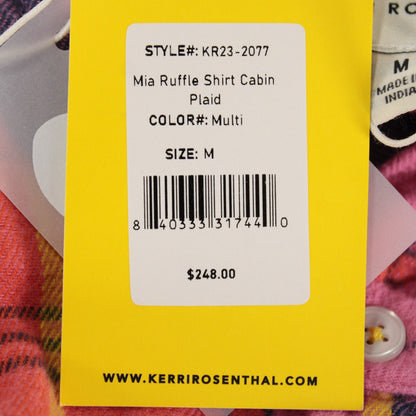 STYLE#: KR23-2077
Mia Ruffle Shirt Cabin
Plaid
COLOR#: Multi
SIZE: M
8 40333 31744 0
$248.00
WWW.KERRIROSENTHAL.COM
M
MADE IN
INDIA